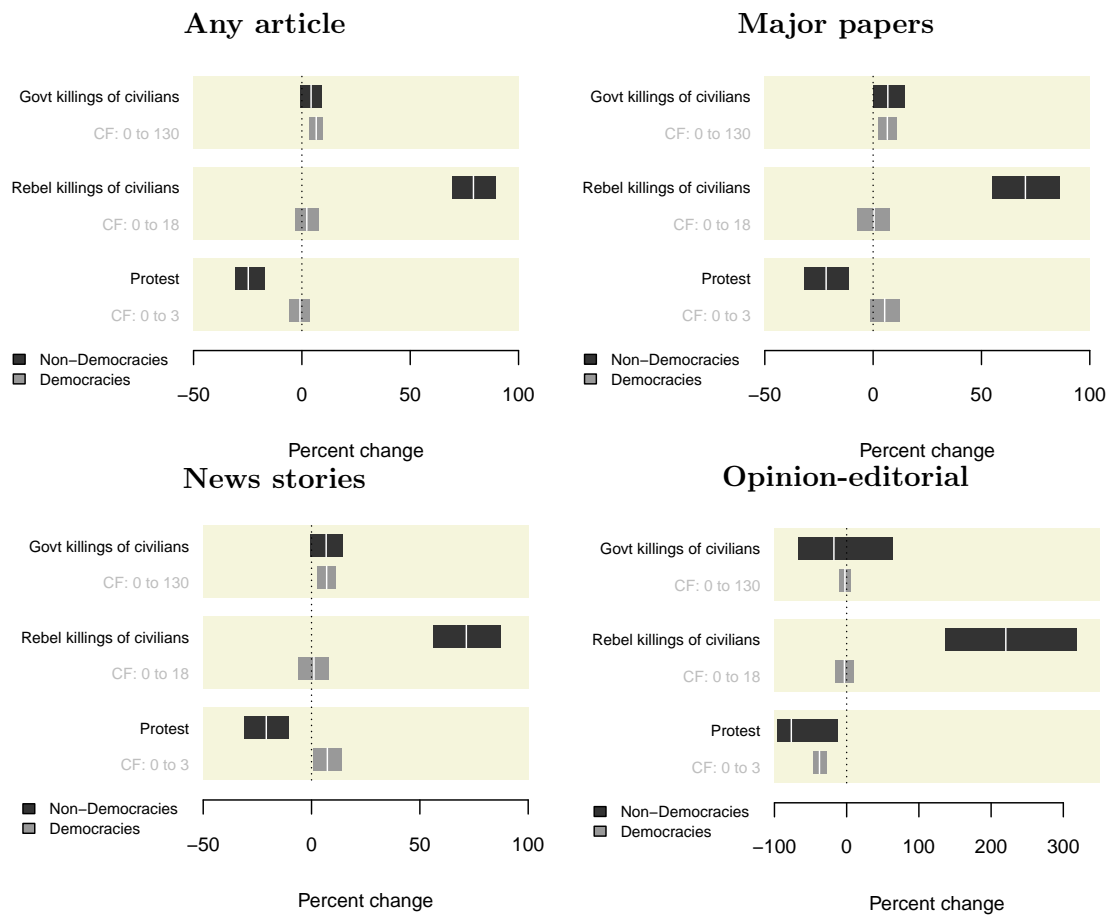 Any article
Govt killings of civilians
CF: 0 to 130
Rebel killings of civilians
CF: 0 to 18
Protest
CF: 0 to 3
Non−Democracies
Democracies
−50 0 50 100
Percent change
Major papers
Govt killings of civilians
CF: 0 to 130
Rebel killings of civilians
CF: 0 to 18
Protest
CF: 0 to 3
Non−Democracies
Democracies
−50 0 50 100
Percent change
News stories
Govt killings of civilians
CF: 0 to 130
Rebel killings of civilians
CF: 0 to 18
Protest
CF: 0 to 3
Non−Democracies
Democracies
−50 0 50 100
Percent change
Opinion-editorial
Govt killings of civilians
CF: 0 to 130
Rebel killings of civilians
CF: 0 to 18
Protest
CF: 0 to 3
Non−Democracies
Democracies
−100 0 100 200 300
Percent change